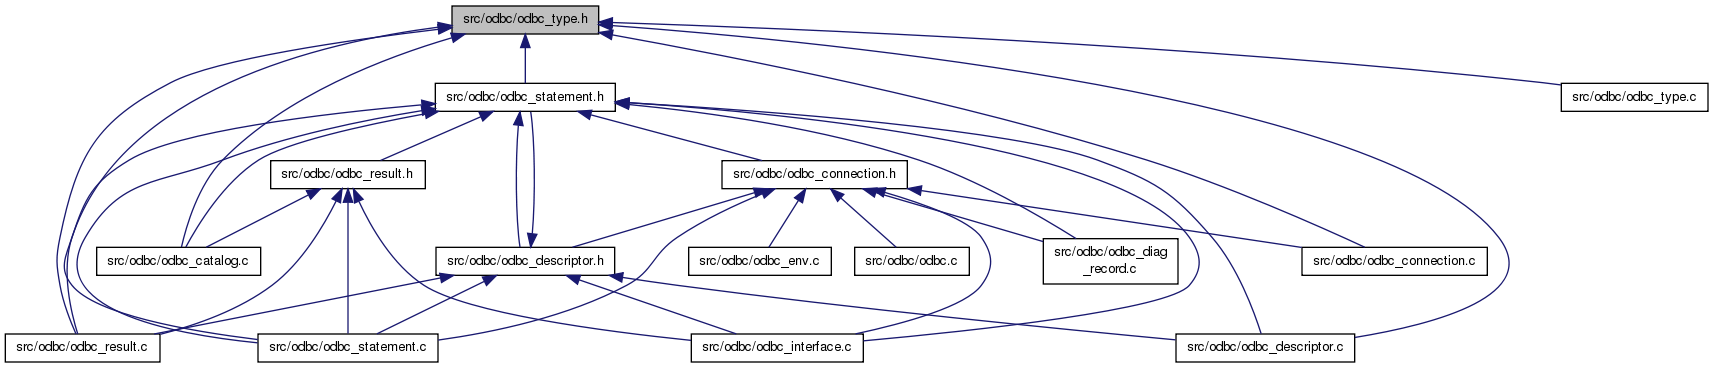 src/odbc/odbc_type.h
src/odbc/odbc_statement.h
src/odbc/odbc_type.c
src/odbc/odbc_result.h
src/odbc/odbc_connection.h
src/odbc/odbc_catalog.c
src/odbc/odbc_descriptor.h
src/odbc/odbc_env.c
src/odbc/odbc.c
src/odbc/odbc_diag
_record.c
src/odbc/odbc_connection.c
src/odbc/odbc_result.c
src/odbc/odbc_statement.c
src/odbc/odbc_interface.c
src/odbc/odbc_descriptor.c